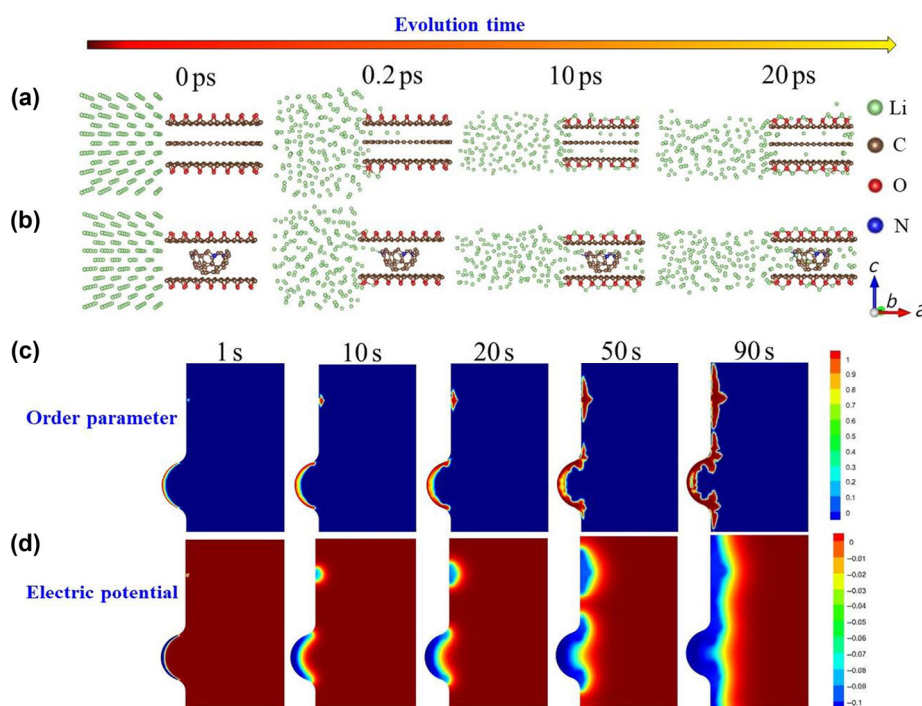 Evolution time
0 ps 0.2 ps 10 ps 20 ps
(a)
Li
C
O
(b)
N
c
b
a
(c)
1 s 10 s 20 s 50 s 90 s
Order parameter
1
0.9
0.8
0.7
0.6
0.5
0.4
0.3
0.2
0.1
0
(d)
Electric potential
0
−0.01
−0.02
−0.03
−0.04
−0.05
−0.06
−0.07
−0.08
−0.09
−0.1